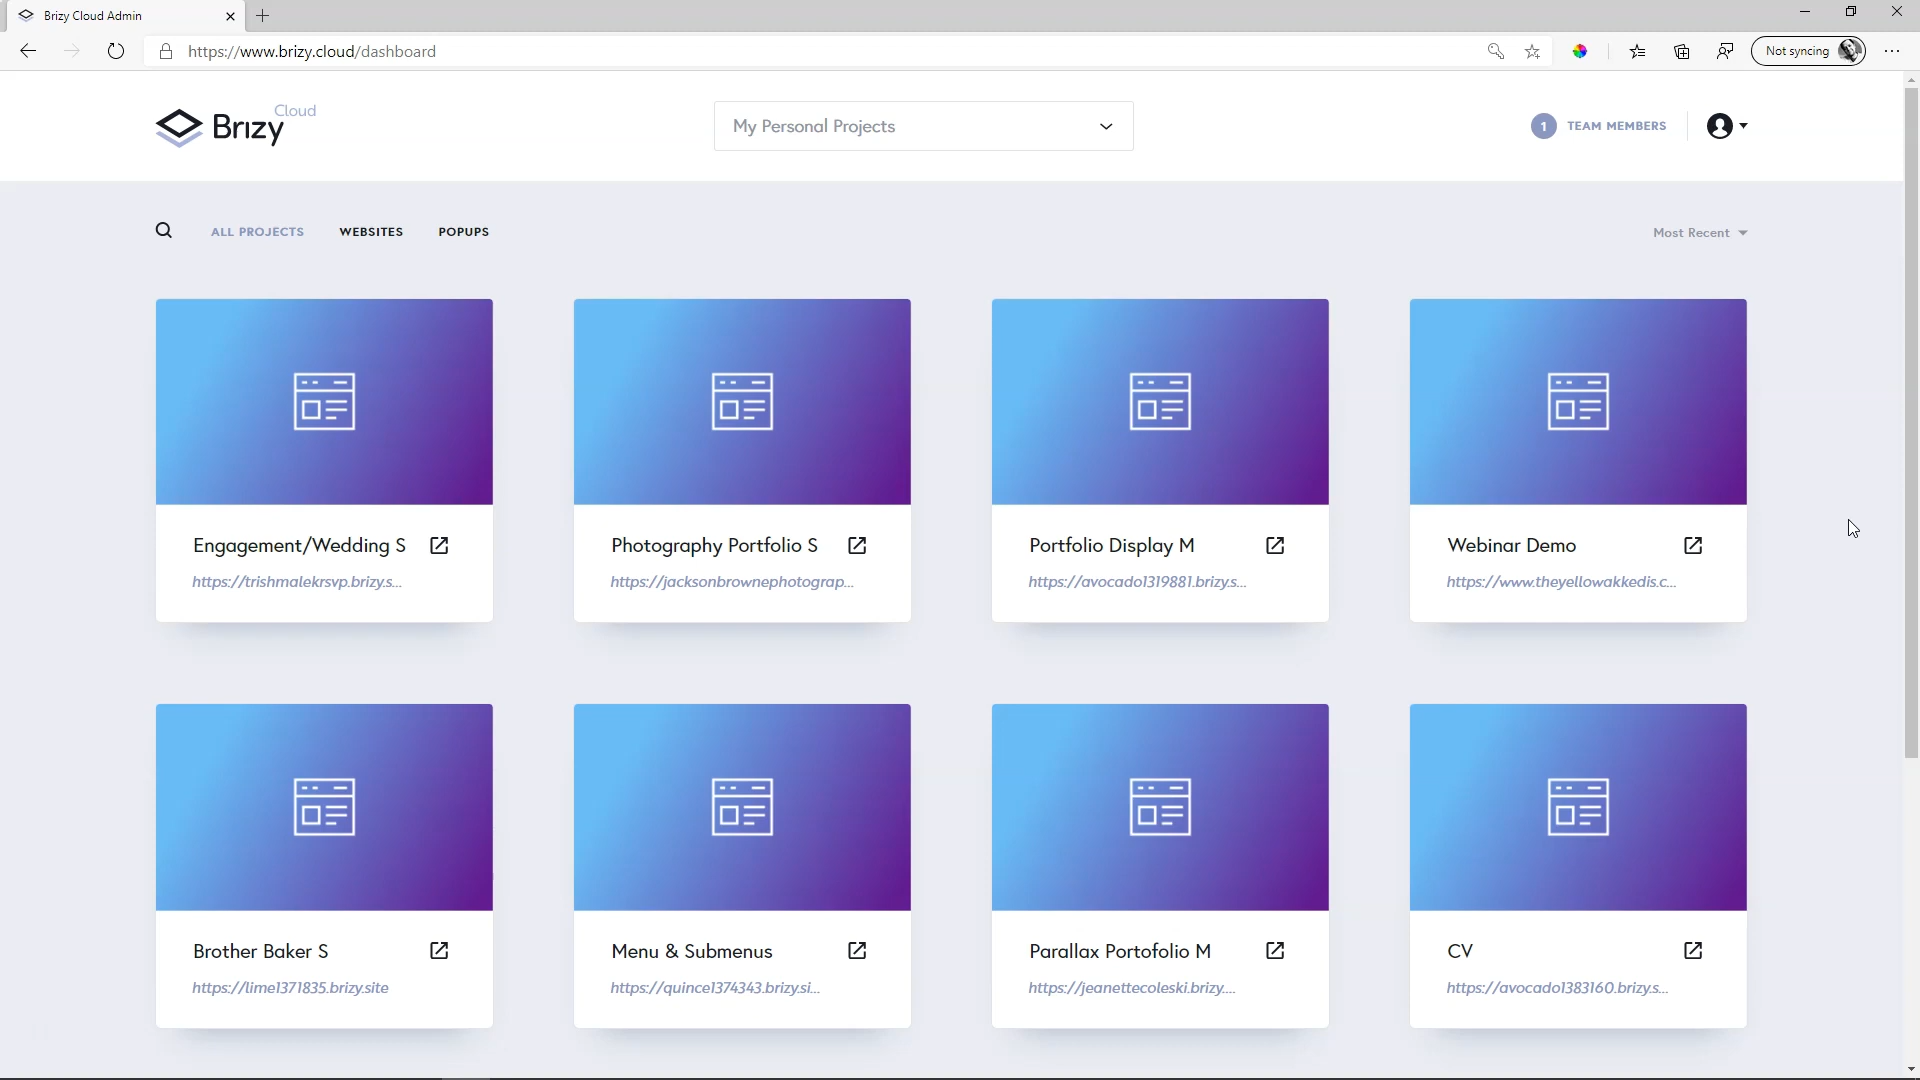 Brizy Cloud Admin
https://www.brizy.cloud/dashboard
Not syncing
Brizy Cloud
My Personal Projects
1 TEAM MEMBERS
ALL PROJECTS WEBSITES POPUPS
Most Recent
Engagement/Wedding S
https://trishmalekrsvp.brizy.s...
Photography Portfolio S
https://jacksonbrownephotograp...
Portfolio Display M
https://avocado1319881.brizy.s...
Webinar Demo
https://www.theyellowakkedis.c...
Brother Baker S
https://lime1371835.brizy.site
Menu & Submenus
https://quince1374343.brizy.si...
Parallax Portofolio M
https://jeanettecoleski.brizy....
CV
https://avocado1383160.brizy.s...